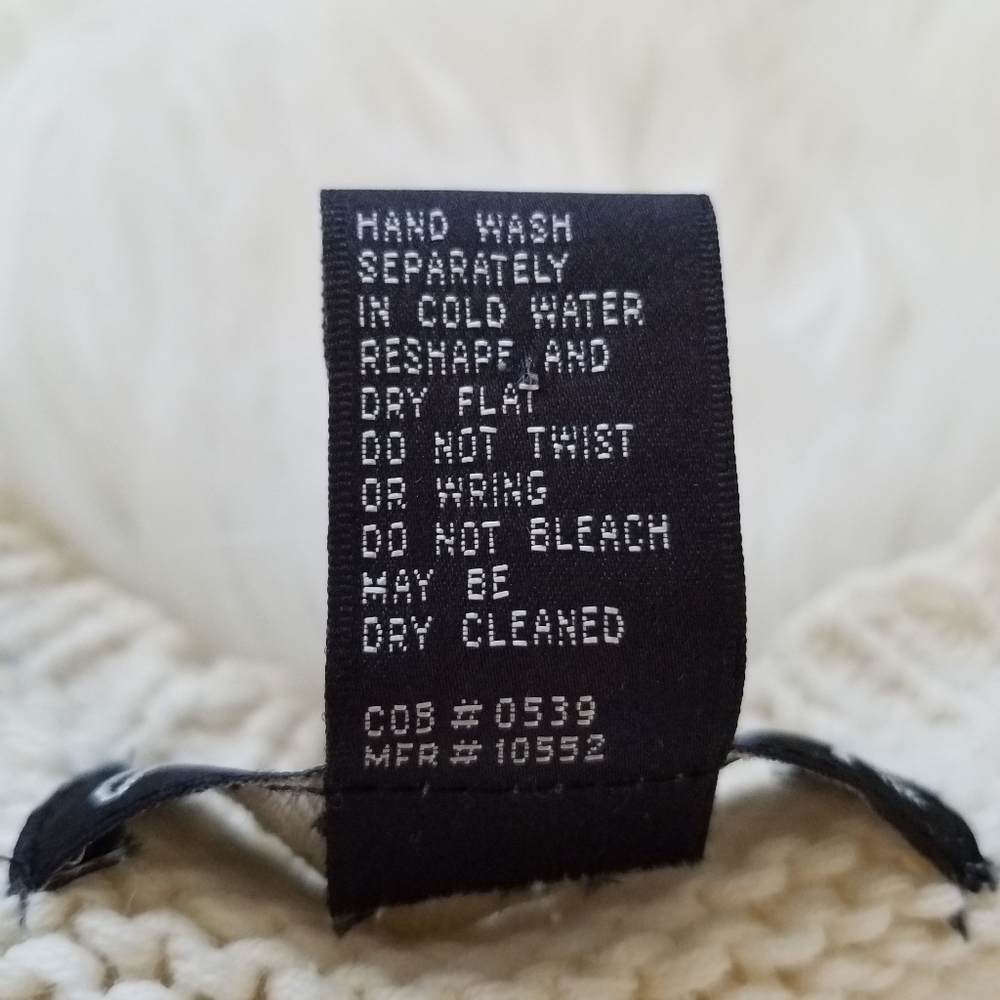 HAND WASH
SEPARATELY
IN COLD WATER
RESHAPE AND
DRY FLAT
DO NOT TWIST
OR WRING
DO NOT BLEACH
MAY BE
DRY CLEANED
COB # 0539
MFR # 10552